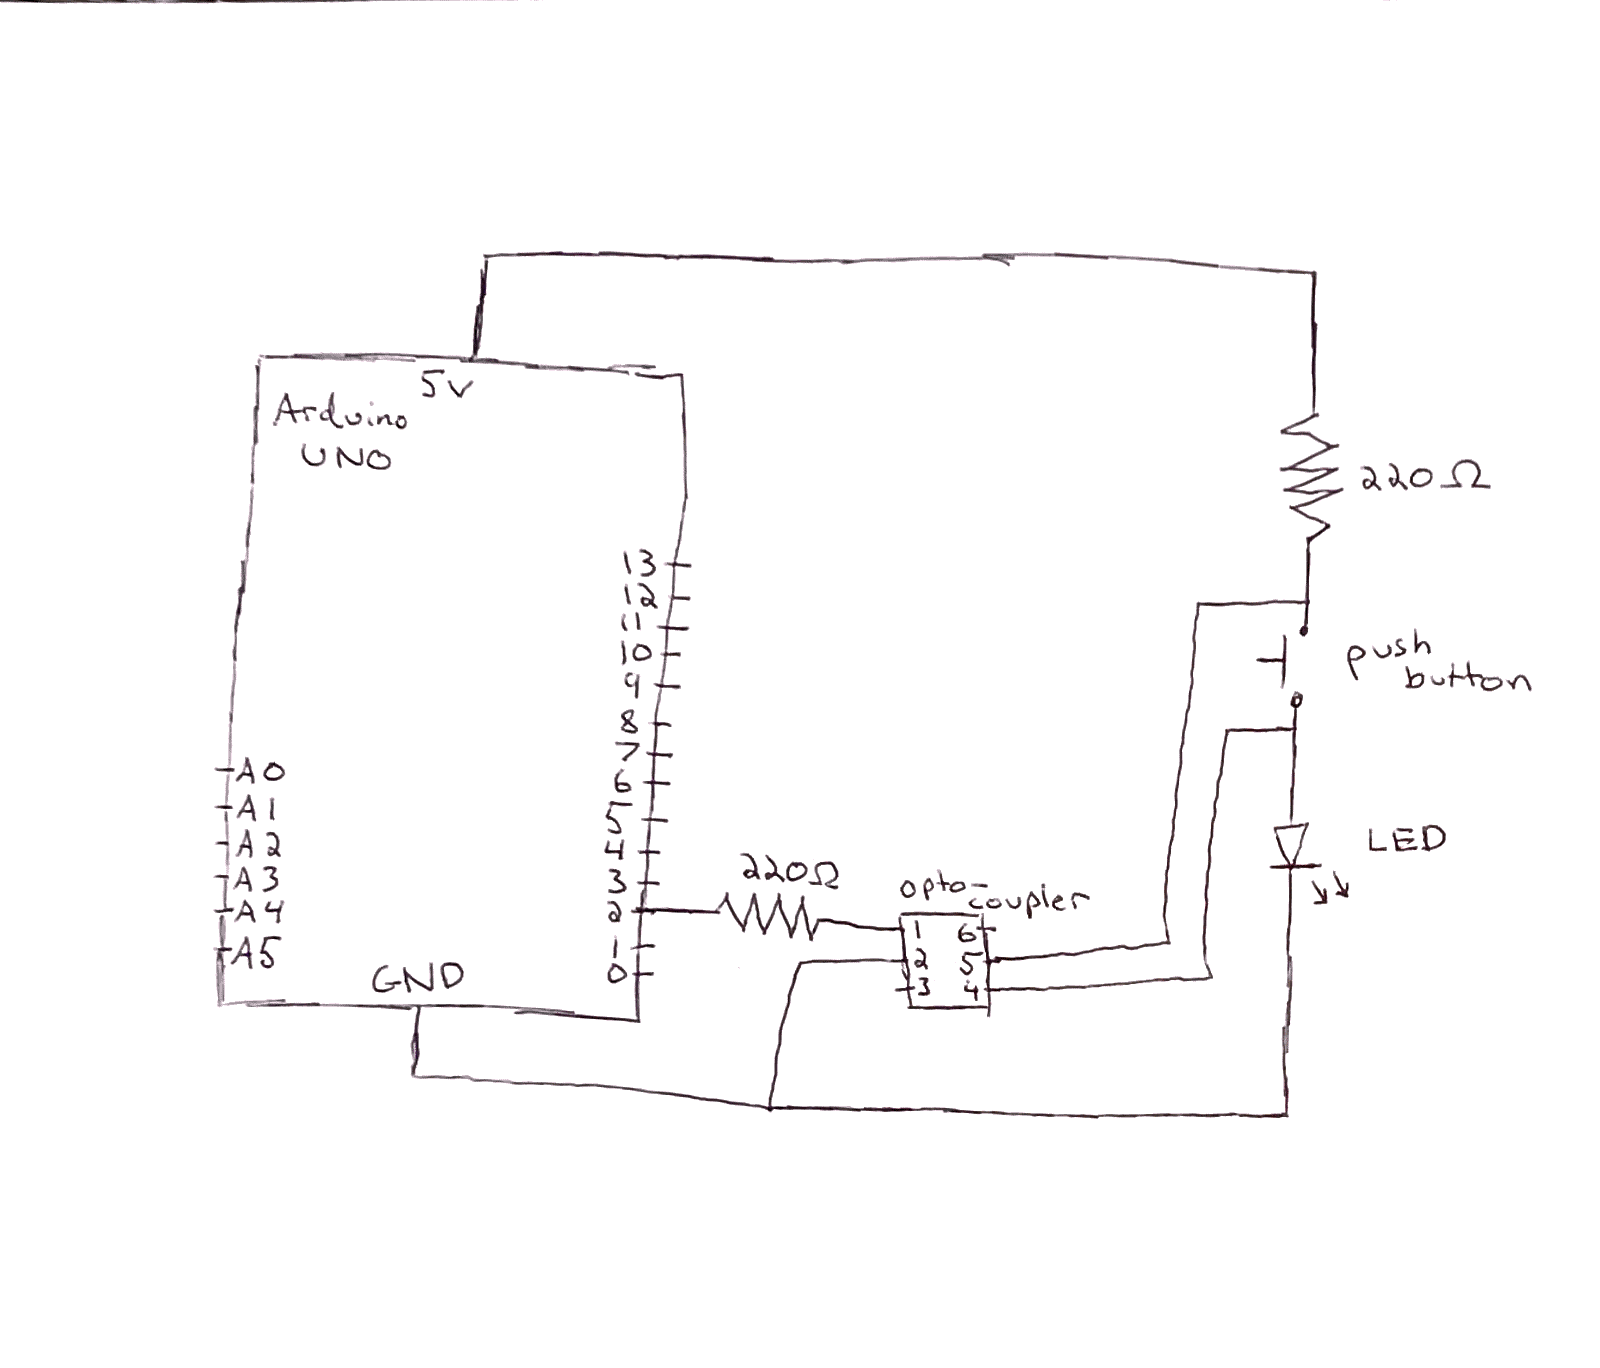 5V
Arduino
UNO
220Ω
13
12
11
10
9
8
7
6
5
4
3
2
1
0
push
button
A0
A1
A2
A3
A4
A5
LED
220Ω
opto-
coupler
1 6
2 5
3 4
GND